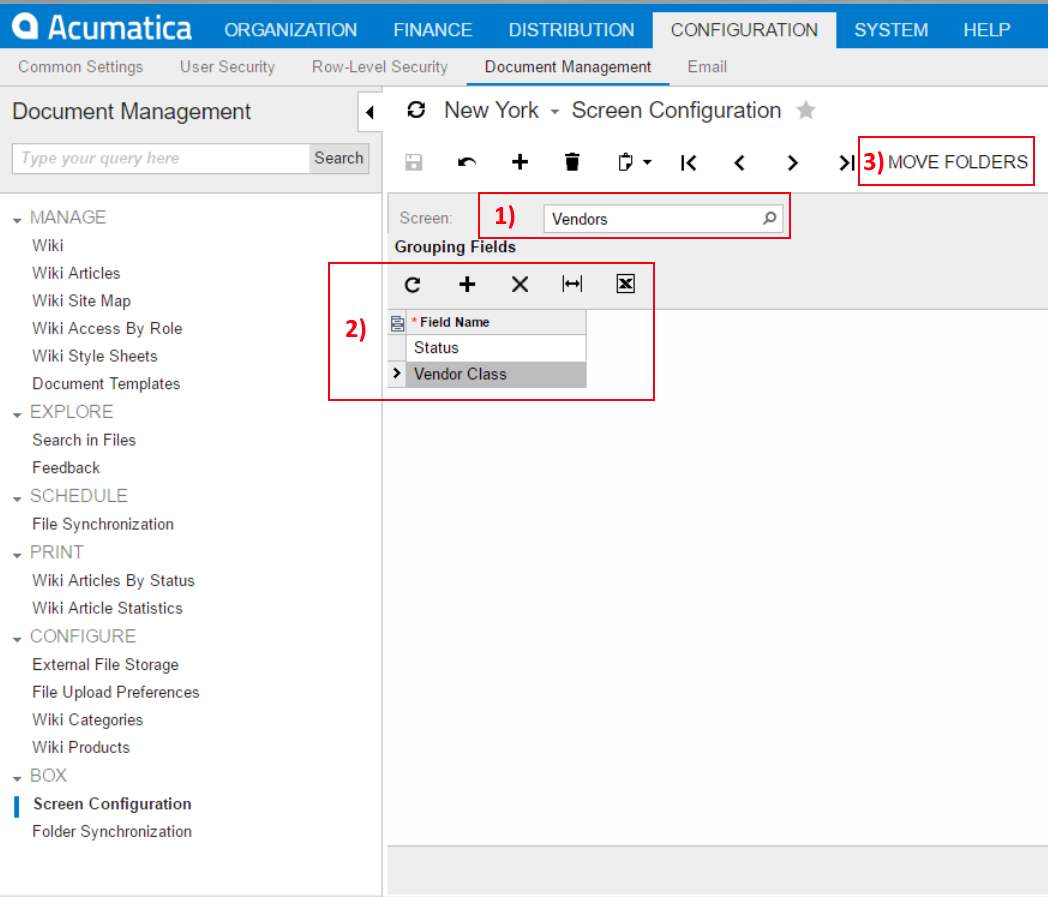 Acumatica ORGANIZATION FINANCE DISTRIBUTION CONFIGURATION SYSTEM HELP
Common Settings User Security Row-Level Security Document Management Email
Document Management
Type your query here Search
MANAGE
Wiki
Wiki Articles
Wiki Site Map
Wiki Access By Role
Wiki Style Sheets
Document Templates
EXPLORE
Search in Files
Feedback
SCHEDULE
File Synchronization
PRINT
Wiki Articles By Status
Wiki Article Statistics
CONFIGURE
External File Storage
File Upload Preferences
Wiki Categories
Wiki Products
BOX
Screen Configuration
Folder Synchronization
New York Screen Configuration
3) MOVE FOLDERS
Screen: 1) Vendors
Grouping Fields
2)
* Field Name
Status
Vendor Class